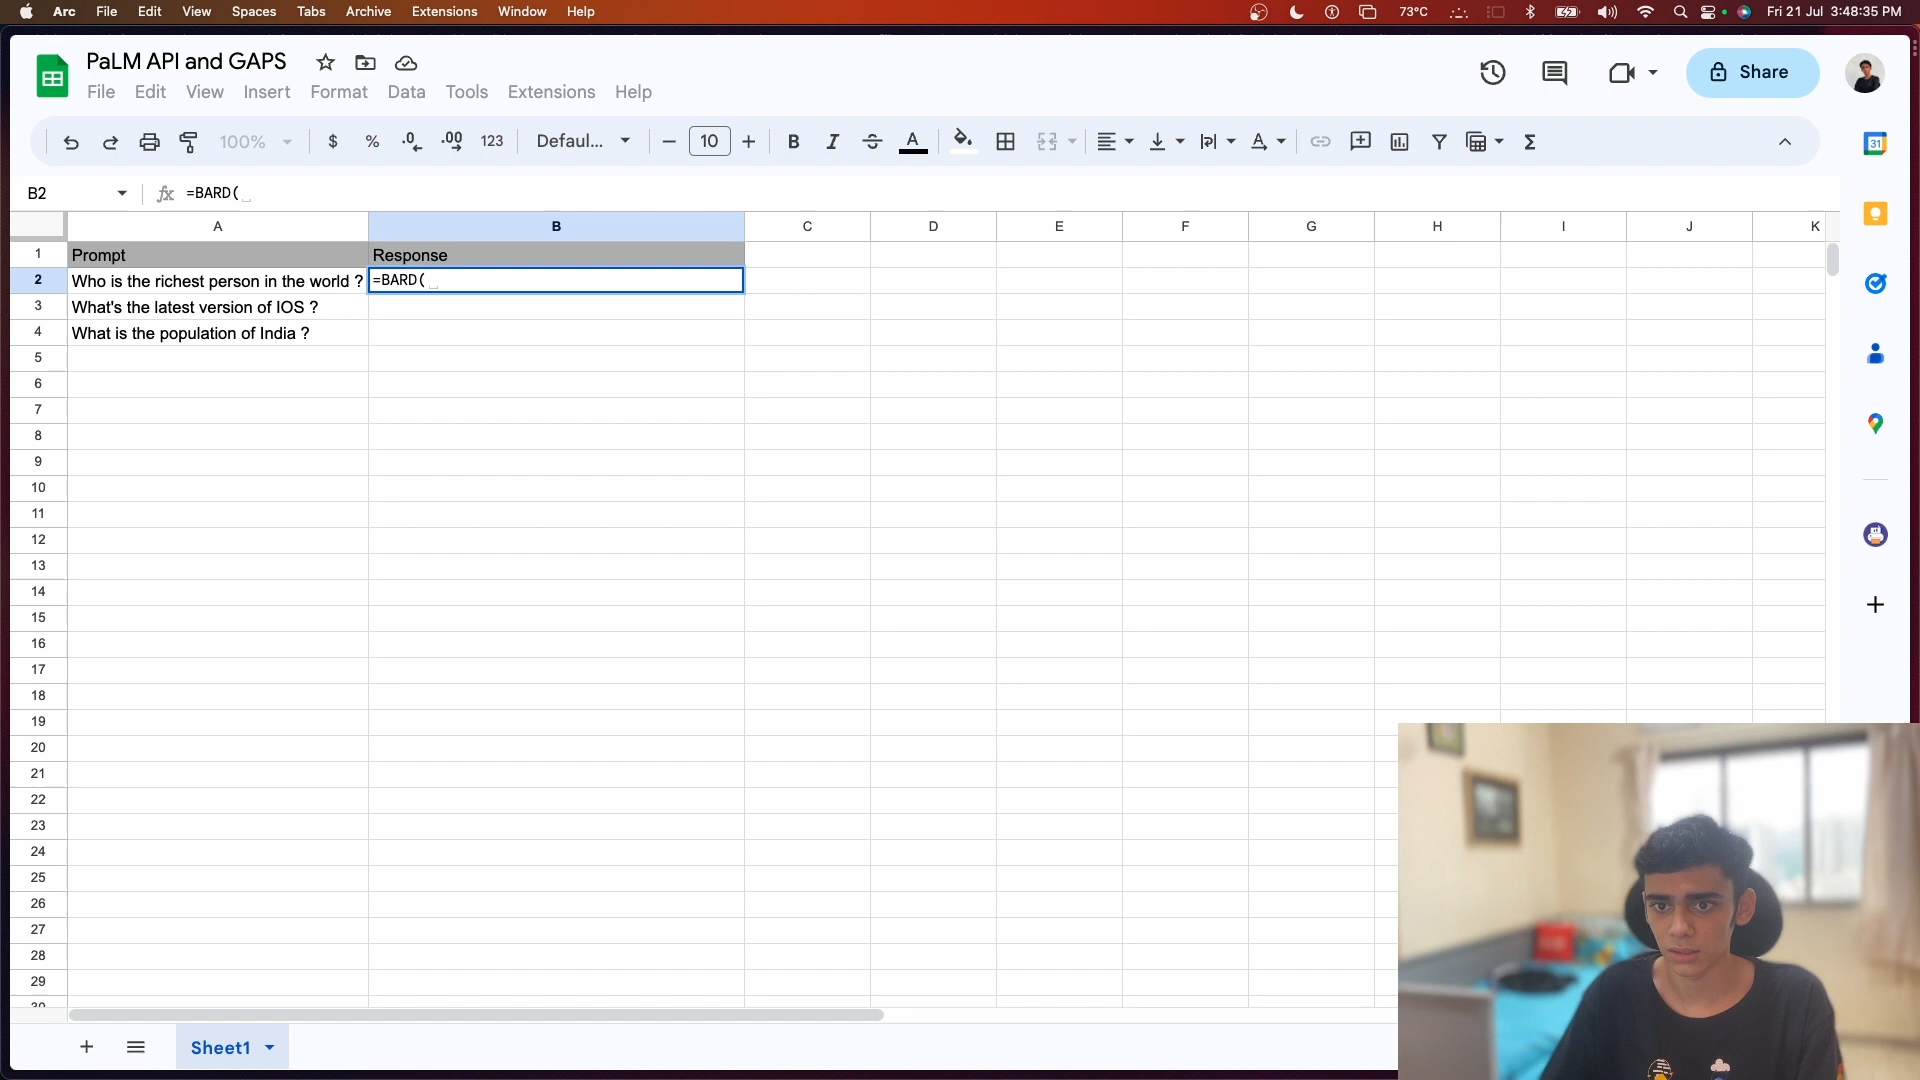 Arc File Edit View Spaces Tabs Archive Extensions Window Help 73°C Fri 21 Jul 3:48:35 PM
PaLM API and GAPS
File Edit View Insert Format Data Tools Extensions Help
Share
100% $ % .0 .00 123 Defaul... 10 B I S A Σ
B2 fx =BARD(
A B C D E F G H I J K
1 Prompt Response
2 Who is the richest person in the world ? =BARD(
3 What's the latest version of IOS ?
4 What is the population of India ?
5
6
7
8
9
10
11
12
13
14
15
16
17
18
19
20
21
22
23
24
25
26
27
28
29
30
Sheet1
31